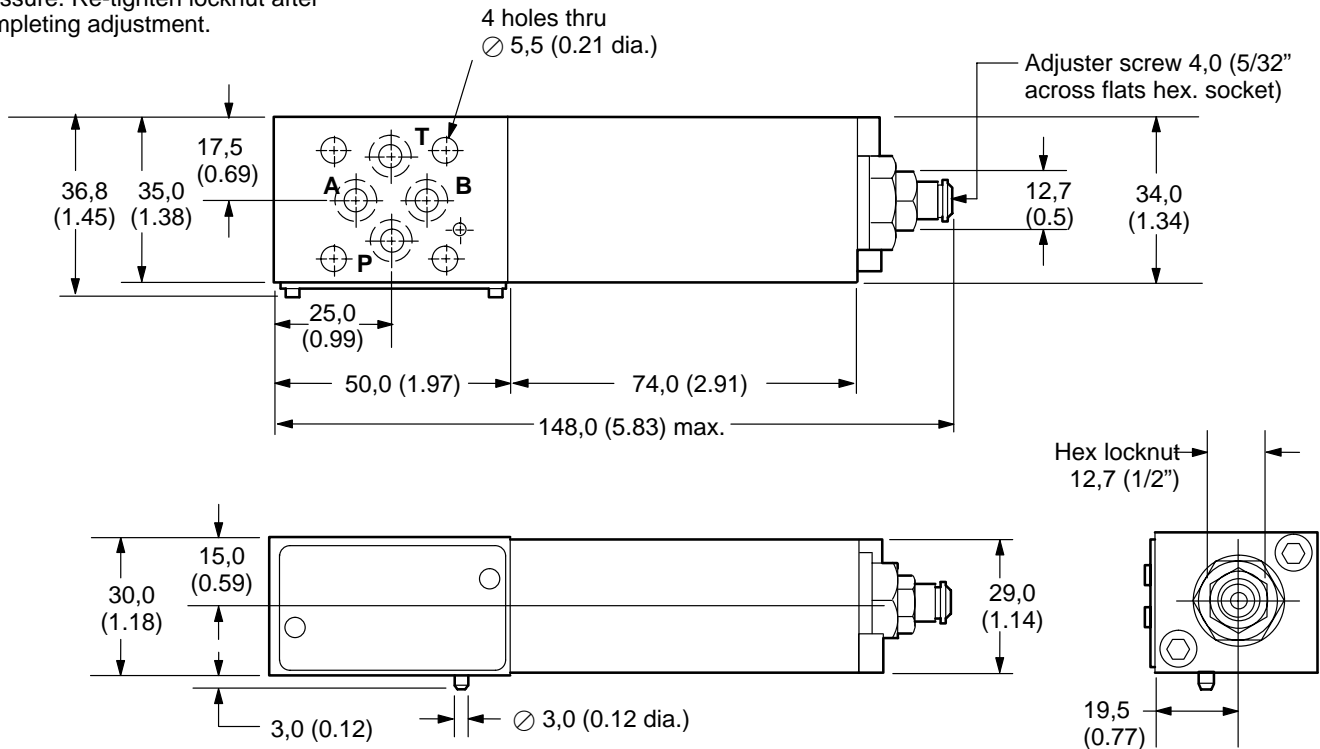 Re-tighten locknut after
adjustment.
4 holes thru
∅ 5,5 (0.21 dia.)
Adjuster screw 4,0 (5/32”
across flats hex. socket)
17,5
(0.69)
36,8
(1.45)
35,0
(1.38)
T
A
B
P
12,7
(0.5)
34,0
(1.34)
25,0
(0.99)
50,0 (1.97)
74,0 (2.91)
148,0 (5.83) max.
Hex locknut
12,7 (1/2”)
15,0
(0.59)
30,0
(1.18)
29,0
(1.14)
3,0 (0.12)
∅ 3,0 (0.12 dia.)
19,5
(0.77)